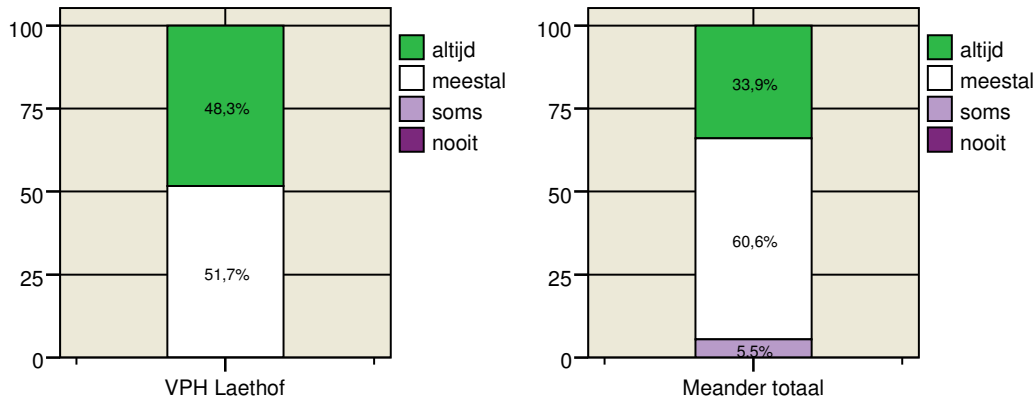 100
75
50
25
0
48,3%
51,7%
VPH Laethof
altijd
meestal
soms
nooit
100
75
50
25
0
33,9%
60,6%
5,5%
Meander totaal
altijd
meestal
soms
nooit